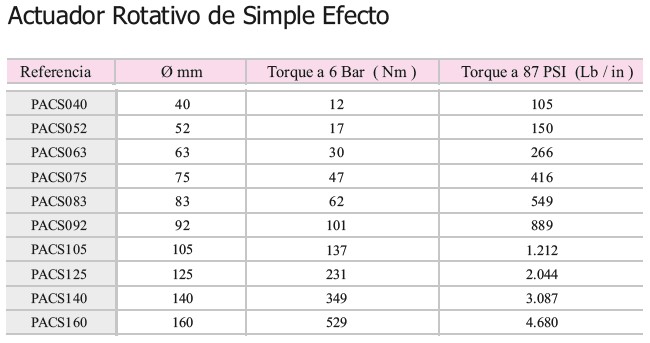 Actuador Rotativo de Simple Efecto
Referencia Ø mm Torque a 6 Bar ( Nm ) Torque a 87 PSI (Lb / in )
PACS040 40 12 105
PACS052 52 17 150
PACS063 63 30 266
PACS075 75 47 416
PACS083 83 62 549
PACS092 92 101 889
PACS105 105 137 1.212
PACS125 125 231 2.044
PACS140 140 349 3.087
PACS160 160 529 4.680